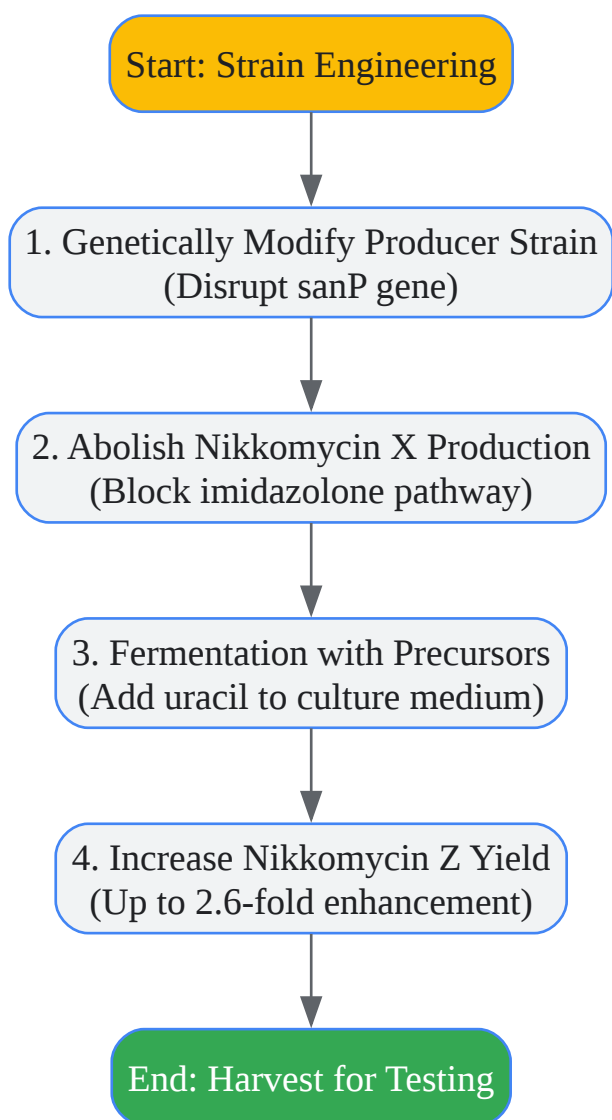 Start: Strain Engineering
1. Genetically Modify Producer Strain
(Disrupt sanP gene)
2. Abolish Nikkomycin X Production
(Block imidazolone pathway)
3. Fermentation with Precursors
(Add uracil to culture medium)
4. Increase Nikkomycin Z Yield
(Up to 2.6-fold enhancement)
End: Harvest for Testing